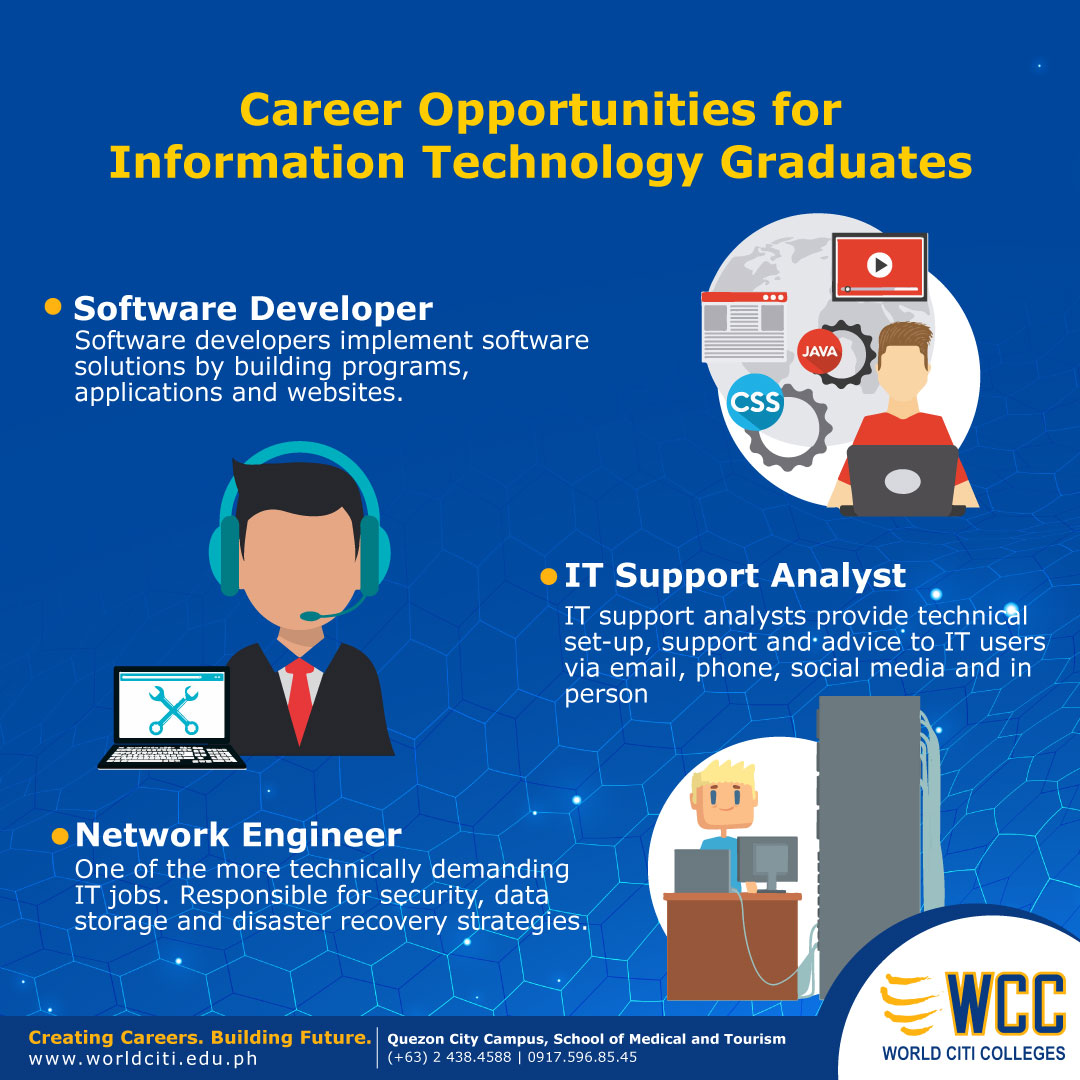 Career Opportunities for
Information Technology Graduates
Software Developer
Software developers implement software
solutions by building programs,
applications and websites.
JAVA
CSS
IT Support Analyst
IT support analysts provide technical
set-up, support and advice to IT users
via email, phone, social media and in
person
Network Engineer
One of the more technically demanding
IT jobs. Responsible for security, data
storage and disaster recovery strategies.
WCC
WORLD CITI COLLEGES
Creating Careers. Building Future.
www.worldciti.edu.ph
Quezon City Campus, School of Medical and Tourism
(+63) 2 438.4588 | 0917.596.85.45